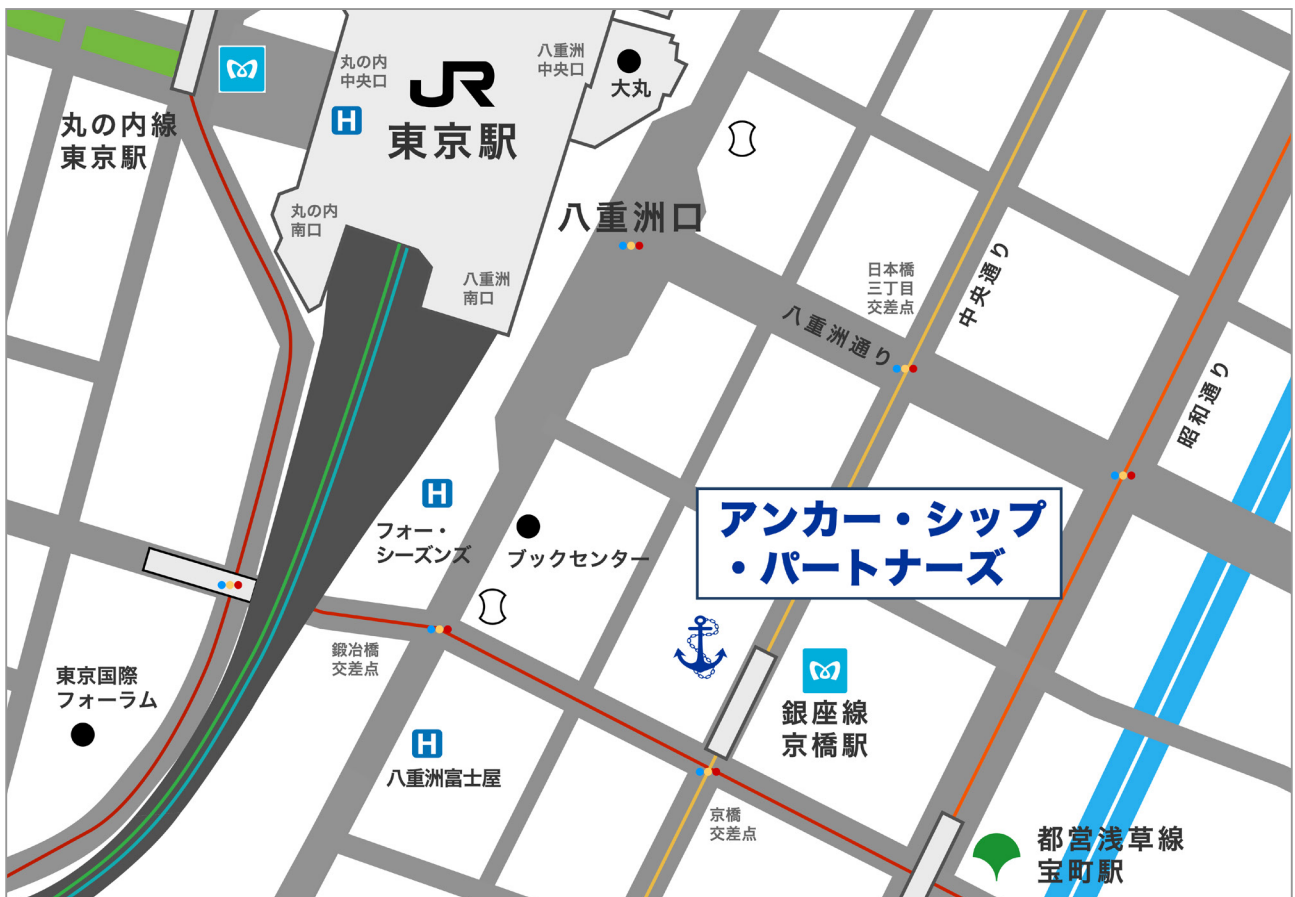 丸の内
中央口
八重洲
中央口
JR
東京駅
大丸
H
丸の内線
東京駅
丸の内
南口
八重洲口
八重洲
南口
日本橋
三丁目
交差点
中央通り
八重洲通り
昭和通り
H
フォー・
シーズンズ
ブックセンター
アンカー・シップ
・パートナーズ
鍛冶橋
交差点
東京国際
フォーラム
銀座線
京橋駅
H
八重洲富士屋
京橋
交差点
都営浅草線
宝町駅